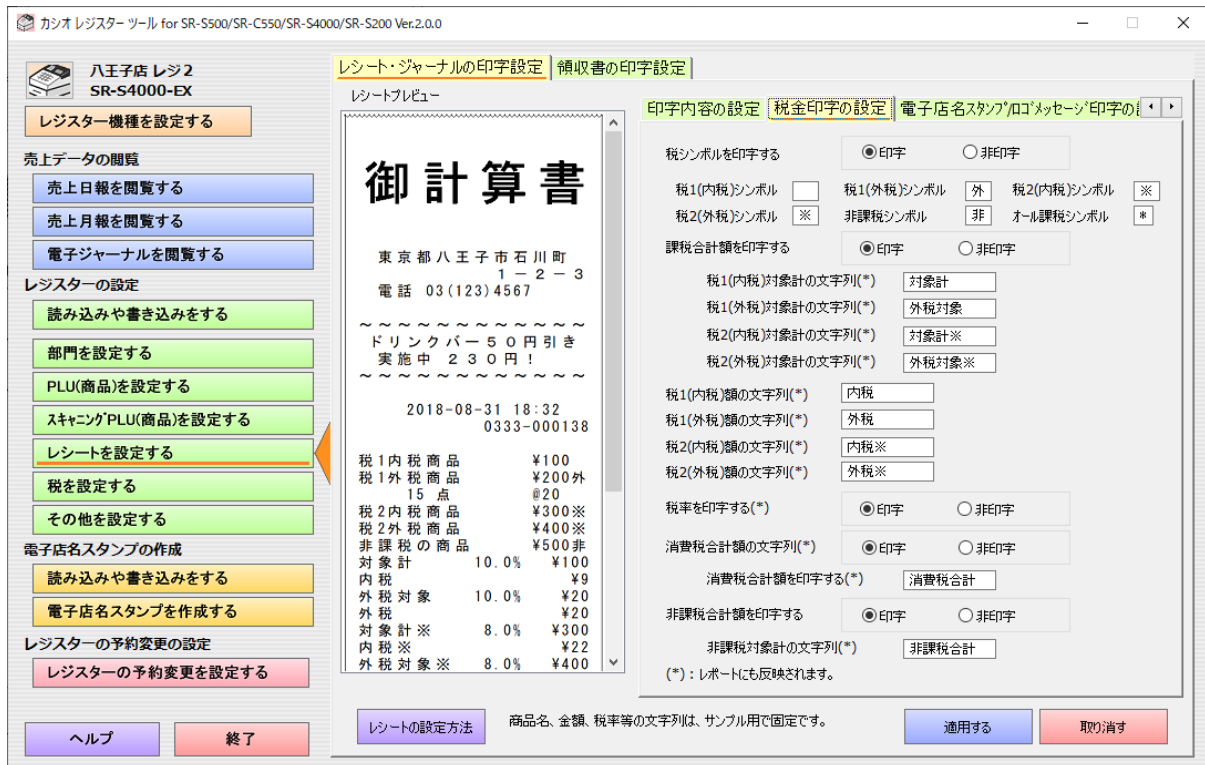 カシオ レジスター ツール for SR-S500/SR-C550/SR-S4000/SR-S200 Ver.2.0.0
八王子店 レジ2
SR-S4000-EX
レジスター機種を設定する
売上データの閲覧
売上日報を閲覧する
売上月報を閲覧する
電子ジャーナルを閲覧する
レジスターの設定
読み込みや書き込みをする
部門を設定する
PLU(商品)を設定する
ｽｷｬﾆﾝｸﾞPLU(商品)を設定する
レシートを設定する
税を設定する
その他を設定する
電子店名スタンプの作成
読み込みや書き込みをする
電子店名スタンプを作成する
レジスターの予約変更の設定
レジスターの予約変更を設定する
ヘルプ 終了
レシート・ジャーナルの印字設定 領収書の印字設定
レシートプレビュー
御計算書
東京都八王子市石川町
1－2－3
電話 03(123)4567
～～～～～～～～～～～～
ドリンクバー５０円引き
実施中 ２３０円！
～～～～～～～～～～～～
2018-08-31 18:32
0333-000138
税1内税商品 ¥100
税1外税商品 ¥200外
15 点 @20
税2内税商品 ¥300※
税2外税商品 ¥400※
非課税の商品 ¥500非
対象計 10.0% ¥100
内税 ¥9
外税対象 10.0% ¥20
外税 ¥20
対象計※ 8.0% ¥300
内税※ ¥22
外税対象※ 8.0% ¥400
印字内容の設定 税金印字の設定 電子店名ｽﾀﾝﾌﾟ/ﾛｺﾞﾒｯｾｰｼﾞ印字の
税シンボルを印字する 印字 非印字
税1(内税)シンボル 税1(外税)シンボル 外 税2(内税)シンボル ※
税2(外税)シンボル ※ 非課税シンボル 非 オール課税シンボル *
課税合計額を印字する 印字 非印字
税1(内税)対象計の文字列(*) 対象計
税1(外税)対象計の文字列(*) 外税対象
税2(内税)対象計の文字列(*) 対象計※
税2(外税)対象計の文字列(*) 外税対象※
税1(内税)額の文字列(*) 内税
税1(外税)額の文字列(*) 外税
税2(内税)額の文字列(*) 内税※
税2(外税)額の文字列(*) 外税※
税率を印字する(*) 印字 非印字
消費税合計額の文字列(*) 印字 非印字
消費税合計額を印字する(*) 消費税合計
非課税合計額を印字する 印字 非印字
非課税対象計の文字列(*) 非課税合計
(*)：レポートにも反映されます。
レシートの設定方法 商品名、金額、税率等の文字列は、サンプル用で固定です。 適用する 取り消す